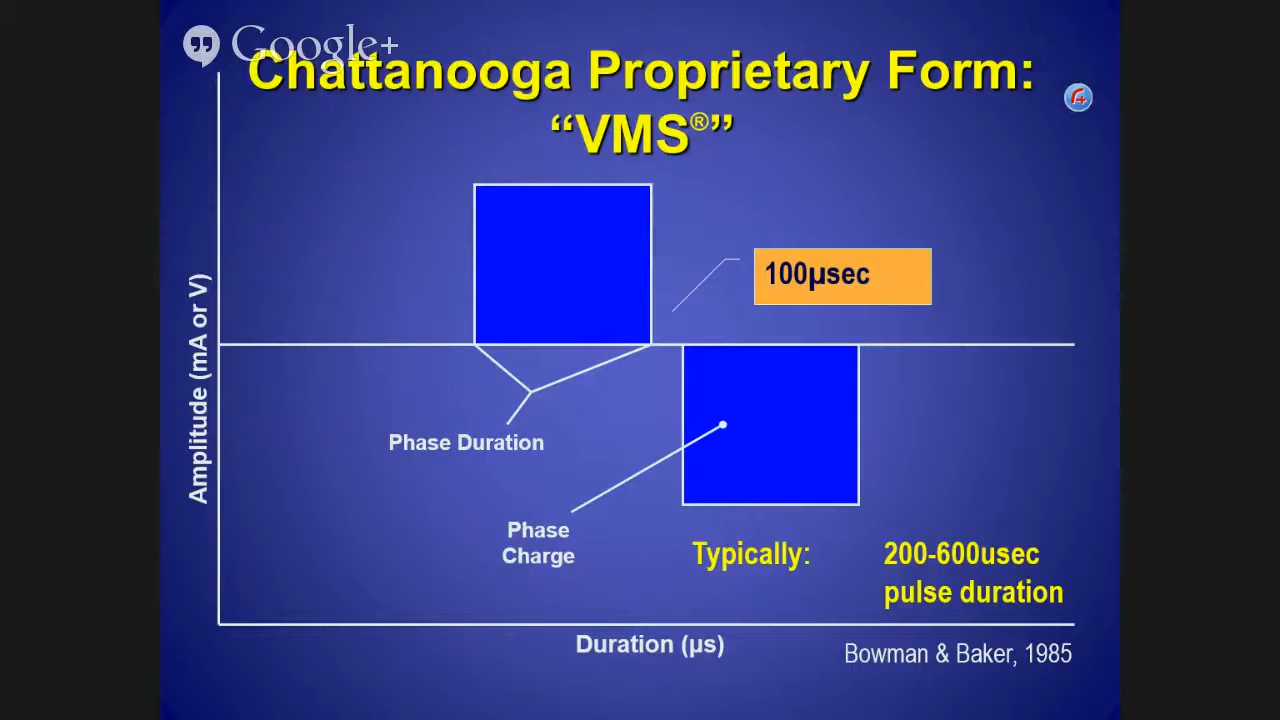 Google+
Chattanooga Proprietary Form:
“VMS®”
100µsec
Amplitude (mA or V)
Phase Duration
Phase
Charge
Typically:
200-600usec
pulse duration
Duration (µs)
Bowman & Baker, 1985